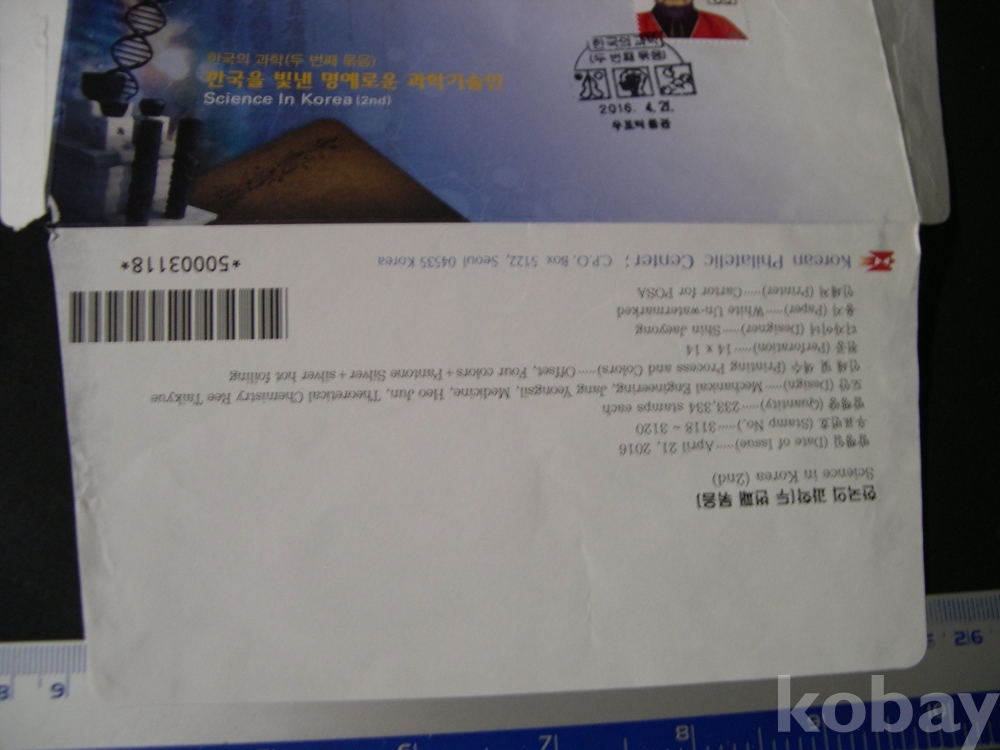 한국의 과학(두 번째 묶음)
한국을 빛낸 명예로운 과학기술인
Science In Korea (2nd)
한국의 과학
(두 번째 묶음)
2016. 4. 21.
한국의 과학(두 번째 묶음)
Science in Korea (2nd)
발행일 (Date of Issue)-----April 21, 2016
우표번호 (Stamp No.)-----3118 ~ 3120
발행량 (Quantity)-----233,334 stamps each
도안 (Design)-----Mechanical Engineering, Jang Yeongsil, Medicine, Heo Jun, Theoretical Chemistry Ree Taikyue
인쇄 및 색수 (Printing Process and Colors)-----Offset, Four colors + Pantone Silver + silver hot foiling
천공 (Perforation)-----14 x 14
디자이너 (Designer)-----Shin Jaeyong
용지 (Paper)-----White Un-watermarked
인쇄처 (Printer)-----Cartor for POSA
Korean Philatelic Center: C.P.O. Box 5122, Seoul 04535 Korea
*50003118*
6
7
8
9
26
kobay